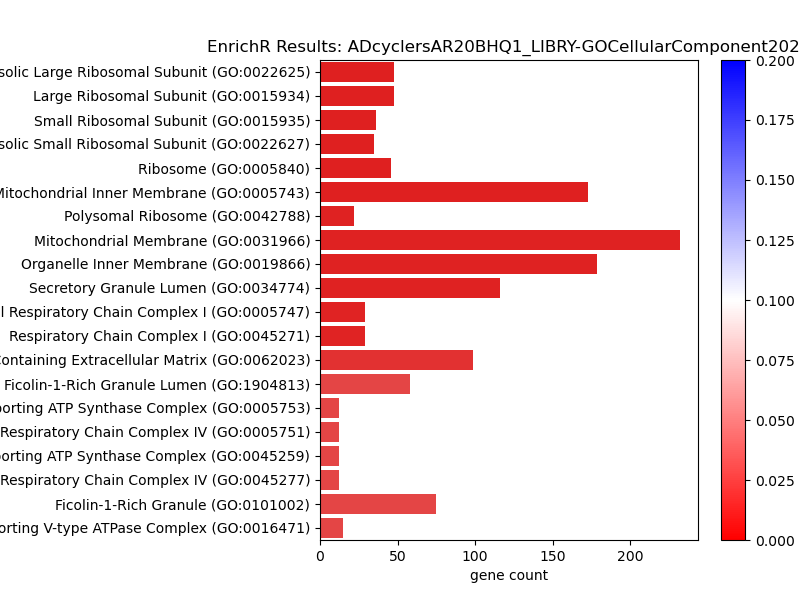 EnrichR Results: ADcyclersAR20BHQ1_LIBRY-GOCellularComponent202
solic Large Ribosomal Subunit (GO:0022625)
Large Ribosomal Subunit (GO:0015934)
Small Ribosomal Subunit (GO:0015935)
solic Small Ribosomal Subunit (GO:0022627)
Ribosome (GO:0005840)
Mitochondrial Inner Membrane (GO:0005743)
Polysomal Ribosome (GO:0042788)
Mitochondrial Membrane (GO:0031966)
Organelle Inner Membrane (GO:0019866)
Secretory Granule Lumen (GO:0034774)
l Respiratory Chain Complex I (GO:0005747)
Respiratory Chain Complex I (GO:0045271)
Containing Extracellular Matrix (GO:0062023)
Ficolin-1-Rich Granule Lumen (GO:1904813)
porting ATP Synthase Complex (GO:0005753)
Respiratory Chain Complex IV (GO:0005751)
porting ATP Synthase Complex (GO:0045259)
Respiratory Chain Complex IV (GO:0045277)
Ficolin-1-Rich Granule (GO:0101002)
orting V-type ATPase Complex (GO:0016471)
0 50 100 150 200
gene count
0.200
0.175
0.150
0.125
0.100
0.075
0.050
0.025
0.000